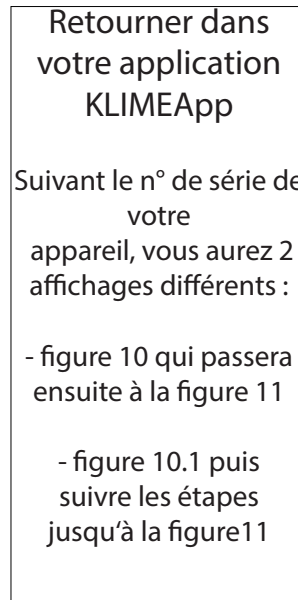 Retourner dans
votre application
KLIMEApp
Suivant le n° de série de
votre
appareil, vous aurez 2
affichages différents :
- figure 10 qui passera
ensuite à la figure 11
- figure 10.1 puis
suivre les étapes
jusqu‘à la figure11